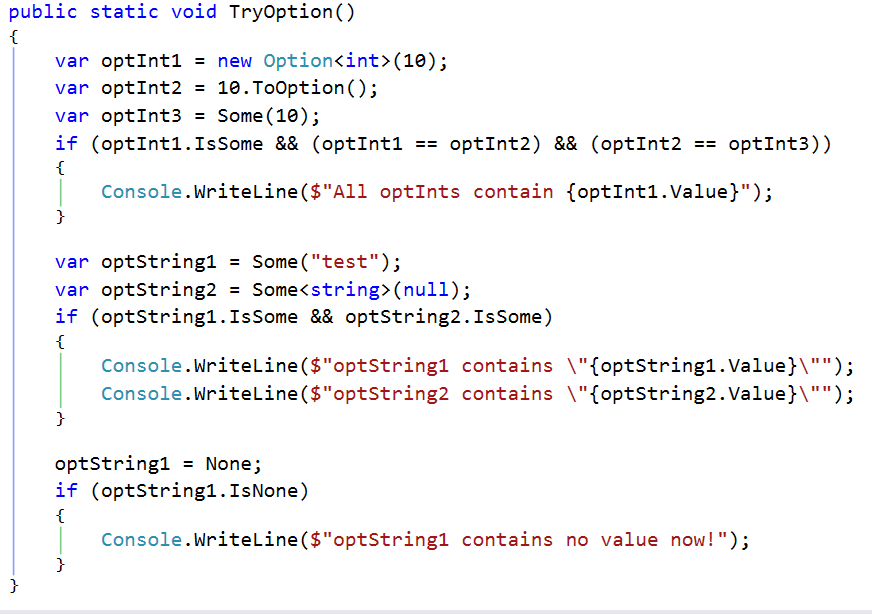 public static void TryOption()
{
    var optInt1 = new Option<int>(10);
    var optInt2 = 10.ToOption();
    var optInt3 = Some(10);
    if (optInt1.IsSome && (optInt1 == optInt2) && (optInt2 == optInt3))
    {
        Console.WriteLine($"All optInts contain {optInt1.Value}");
    }

    var optString1 = Some("test");
    var optString2 = Some<string>(null);
    if (optString1.IsSome && optString2.IsSome)
    {
        Console.WriteLine($"optString1 contains \"{optString1.Value}\"");
        Console.WriteLine($"optString2 contains \"{optString2.Value}\"");
    }

    optString1 = None;
    if (optString1.IsNone)
    {
        Console.WriteLine($"optString1 contains no value now!");
    }
}